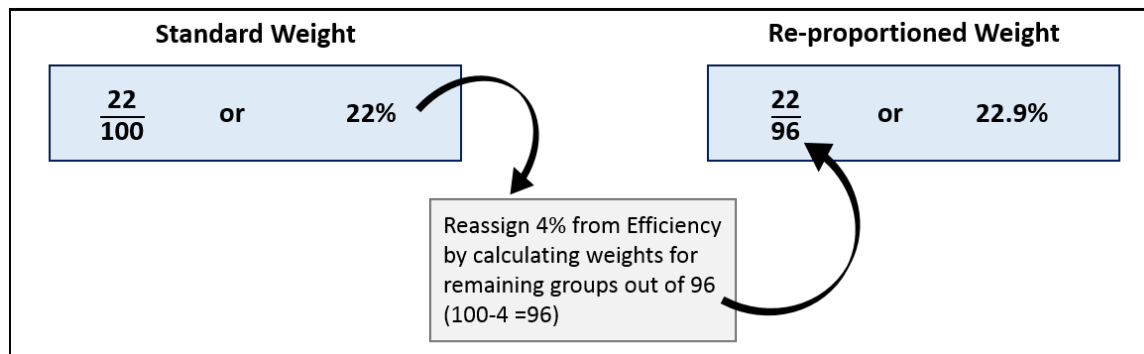 Standard Weight
22
100
or
22%
Re-proportioned Weight
22
96
or
22.9%
Reassign 4% from Efficiency
by calculating weights for
remaining groups out of 96
(100-4 =96)